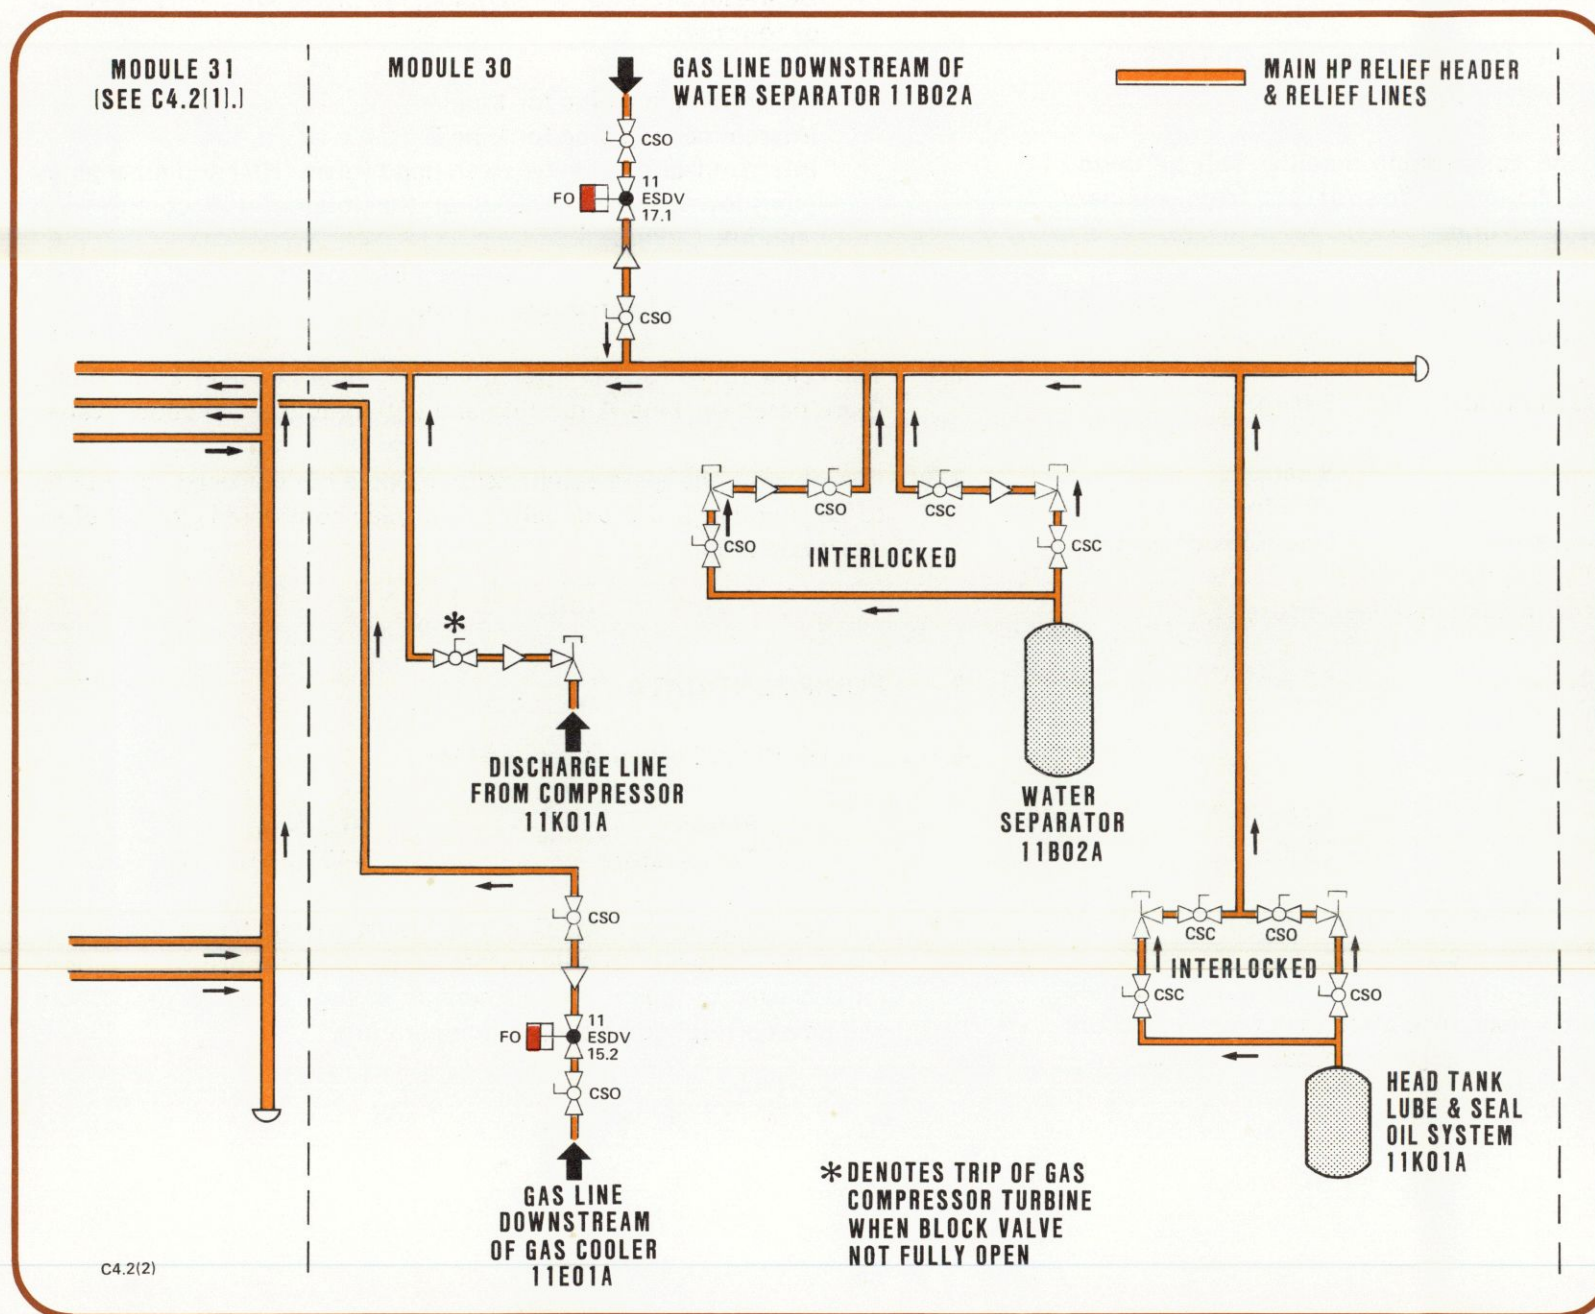 MODULE 31
(SEE C4.2(1).)
MODULE 30
GAS LINE DOWNSTREAM OF
WATER SEPARATOR 11B02A
MAIN HP RELIEF HEADER
& RELIEF LINES
CSO
FO
11
ESDV
17.1
CSO
CSO
CSC
CSO
INTERLOCKED
CSC
*
DISCHARGE LINE
FROM COMPRESSOR
11K01A
WATER
SEPARATOR
11B02A
CSO
CSC
CSO
INTERLOCKED
CSC
CSO
FO
11
ESDV
15.2
CSO
HEAD TANK
LUBE & SEAL
OIL SYSTEM
11K01A
GAS LINE
DOWNSTREAM
OF GAS COOLER
11E01A
* DENOTES TRIP OF GAS
COMPRESSOR TURBINE
WHEN BLOCK VALVE
NOT FULLY OPEN
C4.2(2)